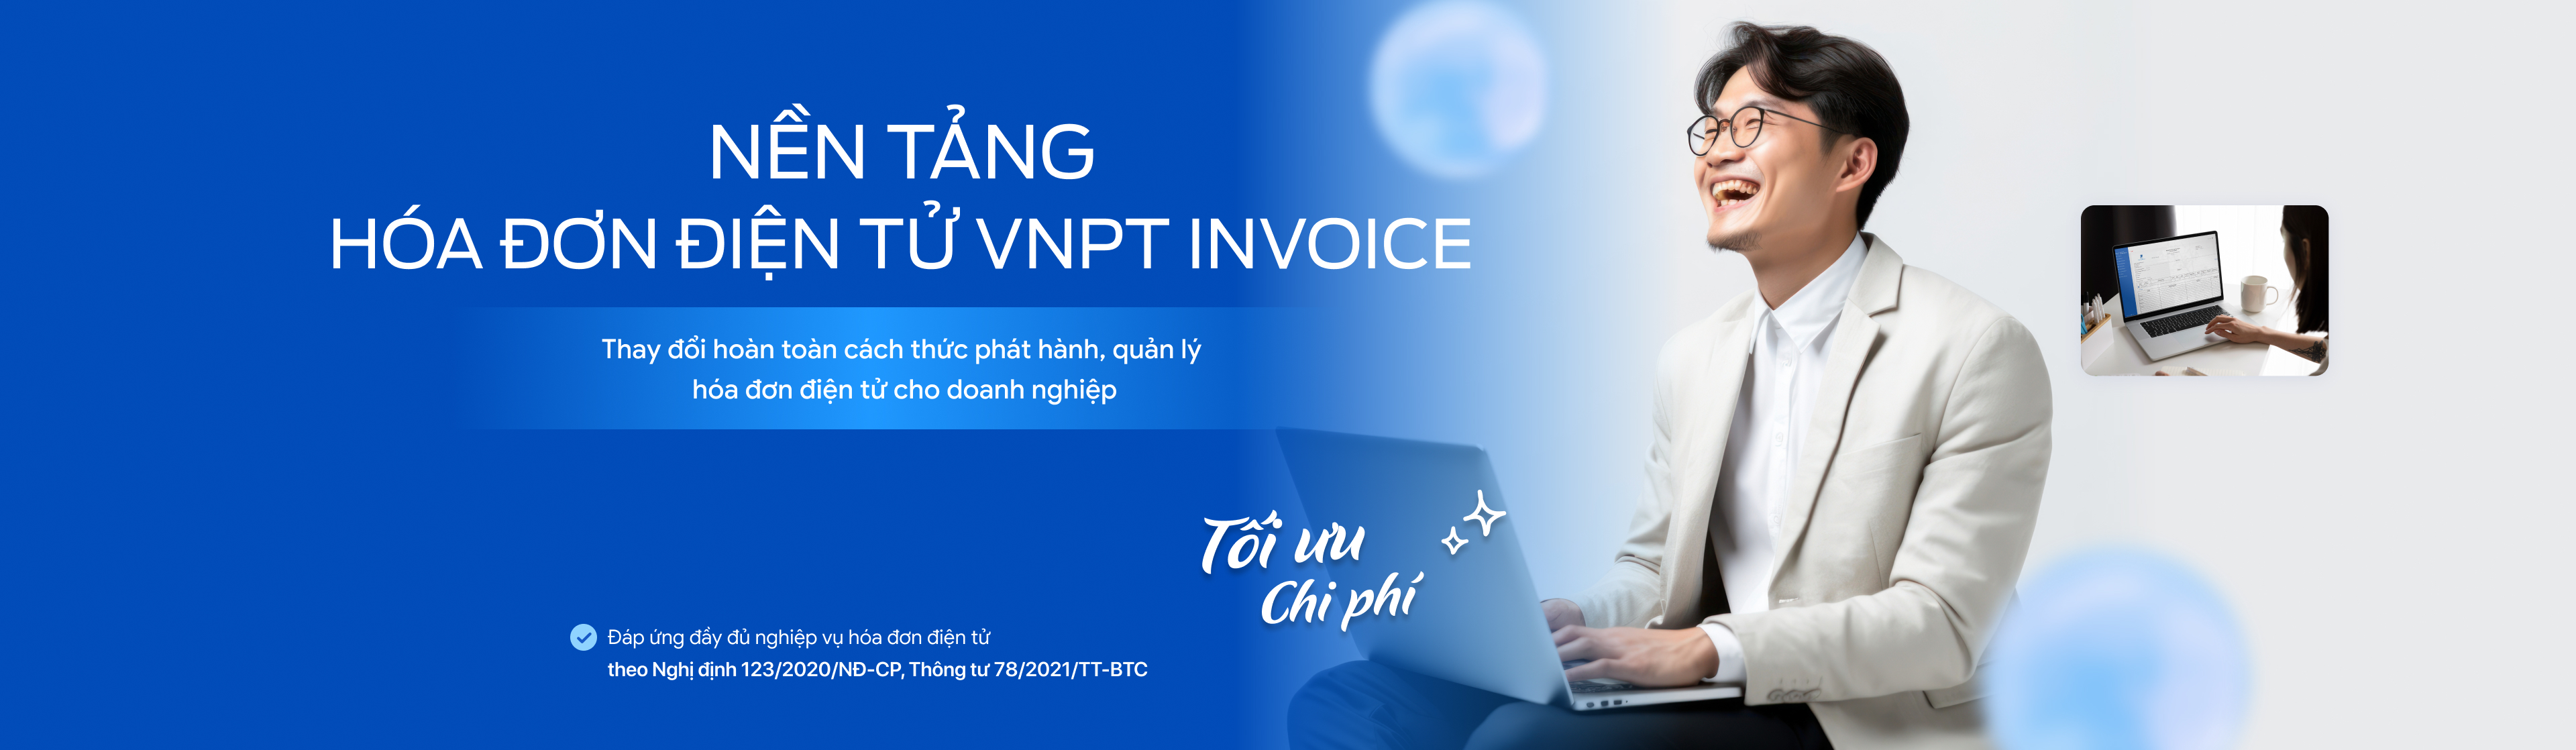 NỀN TẢNG
HÓA ĐƠN ĐIỆN TỬ VNPT INVOICE
Thay đổi hoàn toàn cách thức phát hành, quản lý
hóa đơn điện tử cho doanh nghiệp
Tối ưu
Chi phí
Đáp ứng đầy đủ nghiệp vụ hóa đơn điện tử
theo Nghị định 123/2020/NĐ-CP, Thông tư 78/2021/TT-BTC